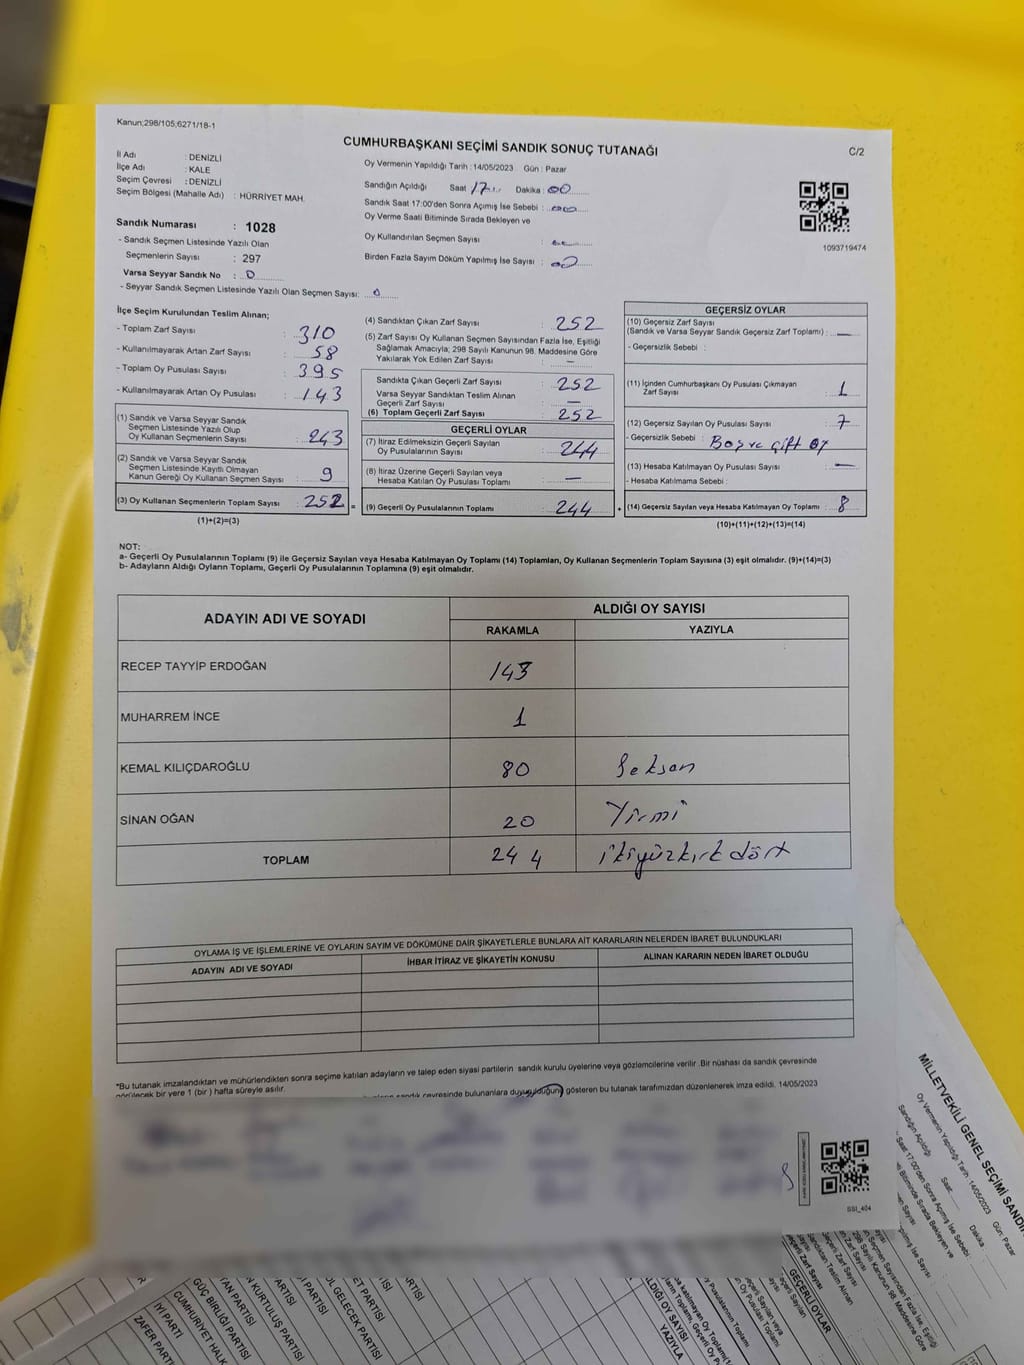 Kanun;298/105;6271/18-1
CUMHURBAŞKANI SEÇİMİ SANDIK SONUÇ TUTANAĞI
C/2
İl Adı : DENİZLİ
İlçe Adı : KALE
Seçim Çevresi : DENİZLİ
Seçim Bölgesi (Mahalle Adı) : HÜRRİYET MAH.
Sandık Numarası : 1028
- Sandık Seçmen Listesinde Yazılı Olan
Seçmenlerin Sayısı : 297
Varsa Seyyar Sandık No : 0
- Seyyar Sandık Seçmen Listesinde Yazılı Olan Seçmen Sayısı: 0
Oy Vermenin Yapıldığı Tarih : 14/05/2023 Gün : Pazar
Sandığın Açıldığı Saat 17 Dakika : 00
Sandık Saat 17:00'den Sonra Açımış İse Sebebi :
Oy Verme Saati Bitiminde Sırada Bekleyen ve
Oy Kullandırılan Seçmen Sayısı :
Birden Fazla Sayım Döküm Yapılmış İse Sayısı :
1093719474
İlçe Seçim Kurulundan Teslim Alınan;
- Toplam Zarf Sayısı : 310
- Kullanılmayarak Artan Zarf Sayısı : 58
- Toplam Oy Pusulası Sayısı : 395
- Kullanılmayarak Artan Oy Pusulası : 143
(1) Sandık ve Varsa Seyyar Sandık
Seçmen Listesinde Yazılı Olup
Oy Kullanan Seçmenlerin Sayısı : 243
(2) Sandık ve Varsa Seyyar Sandık
Seçmen Listesinde Kayıtlı Olmayan
Kanun Gereği Oy Kullanan Seçmen Sayısı : 9
(3) Oy Kullanan Seçmenlerin Toplam Sayısı : 252 =
(1)+(2)=(3)
(4) Sandıktan Çıkan Zarf Sayısı : 252
(5) Zarf Sayısı Oy Kullanan Seçmen Sayısından Fazla İse, Eşitliği
Sağlamak Amacıyla; 298 Sayılı Kanunun 98. Maddesine Göre
Yakılarak Yok Edilen Zarf Sayısı : —
Sandıkta Çıkan Geçerli Zarf Sayısı : 252
Varsa Seyyar Sandıktan Teslim Alınan
Geçerli Zarf Sayısı : —
(6) Toplam Geçerli Zarf Sayısı : 252
GEÇERLİ OYLAR
(7) İtiraz Edilmeksizin Geçerli Sayılan
Oy Pusulalarının Sayısı : 244
(8) İtiraz Üzerine Geçerli Sayılan veya
Hesaba Katılan Oy Pusulası Toplamı : —
(9) Geçerli Oy Pusulalarının Toplamı : 244 +
GEÇERSİZ OYLAR
(10) Geçersiz Zarf Sayısı
(Sandık ve Varsa Seyyar Sandık Geçersiz Zarf Toplamı) : —
- Geçersizlik Sebebi :
(11) İçinden Cumhurbaşkanı Oy Pusulası Çıkmayan
Zarf Sayısı : 1
(12) Geçersiz Sayılan Oy Pusulası Sayısı : 7
- Geçersizlik Sebebi : Boş ve çift oy
(13) Hesaba Katılmayan Oy Pusulası Sayısı : —
- Hesaba Katılmama Sebebi :
(14) Geçersiz Sayılan veya Hesaba Katılmayan Oy Toplamı : 8
(10)+(11)+(12)+(13)=(14)
NOT:
a- Geçerli Oy Pusulalarının Toplamı (9) ile Geçersiz Sayılan veya Hesaba Katılmayan Oy Toplamı (14) Toplamları, Oy Kullanan Seçmenlerin Toplam Sayısına (3) eşit olmalıdır. (9)+(14)=(3)
b- Adayların Aldığı Oyların Toplamı, Geçerli Oy Pusulalarının Toplamına (9) eşit olmalıdır.
ADAYIN ADI VE SOYADI ALDIĞI OY SAYISI
RAKAMLA YAZIYLA
RECEP TAYYİP ERDOĞAN 143
MUHARREM İNCE 1
KEMAL KILIÇDAROĞLU 80 Seksan
SİNAN OĞAN 20 Yirmi
TOPLAM 244 ikiyüzkırk dört
OYLAMA İŞ VE İŞLEMLERİNE VE OYLARIN SAYIM VE DÖKÜMÜNE DAİR ŞİKAYETLERLE BUNLARA AİT KARARLARIN NELERDEN İBARET BULUNDUKLARI
ADAYIN ADI VE SOYADI İHBAR İTİRAZ VE ŞİKAYETİN KONUSU ALINAN KARARIN NEDEN İBARET OLDUĞU
*Bu tutanak imzalandıktan ve mühürlendikten sonra seçime katılan adayların ve talep eden siyasi partilerin sandık kurulu üyelerine veya gözlemcilerine verilir. Bir nüshası da sandık çevresinde
görülecek bir yere 1 (bir) hafta süreyle asılır.
sandık çevresinde bulunanlara duyurulduğunu gösteren bu tutanak tarafımızdan düzenlenerek imza edildi. 14/05/2023
SSİ_404
MİLLETVEKİLİ GENEL SEÇİMİ SANDI
Oy Vermenin Yapıldığı Tarih : 14/05/2023 Gün: Pazar
Sandığın Açıldığı Saat: Dakika :
Saat 17:00'den Sonra Açımış İse Sebebi
Bitiminde Sırada Bekleyen ve
GEÇERLİ OYLAR
ALDIĞI OY SAYISI
YAZIYLA
GELECEK PARTİSİ
KURTULUŞ PARTİSİ
GÜÇ BİRLİĞİ PARTİSİ
CUMHURİYET HALK
İYİ PARTİ
ZAFER PARTİ